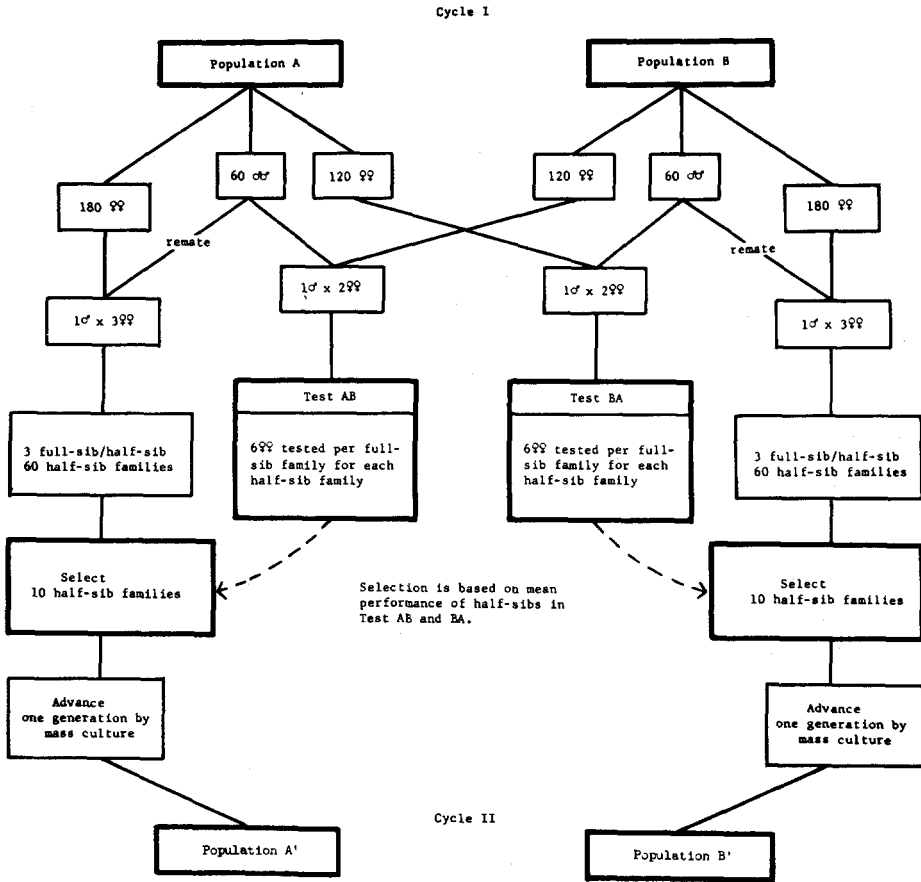 Cycle I
Population A
Population B
180 ♀♀
60 ♂♂
120 ♀♀
120 ♀♀
60 ♂♂
180 ♀♀
remate
remate
1♂ x 3♀♀
1♂ x 2♀♀
1♂ x 2♀♀
1♂ x 3♀♀
3 full-sib/half-sib
60 half-sib families
Test AB
6♀♀ tested per full-
sib family for each
half-sib family
Test BA
6♀♀ tested per full-
sib family for each
half-sib family
3 full-sib/half-sib
60 half-sib families
Select
10 half-sib families
Selection is based on mean
performance of half-sibs in
Test AB and BA.
Select
10 half-sib families
Advance
one generation by
mass culture
Advance
one generation by
mass culture
Cycle II
Population A'
Population B'